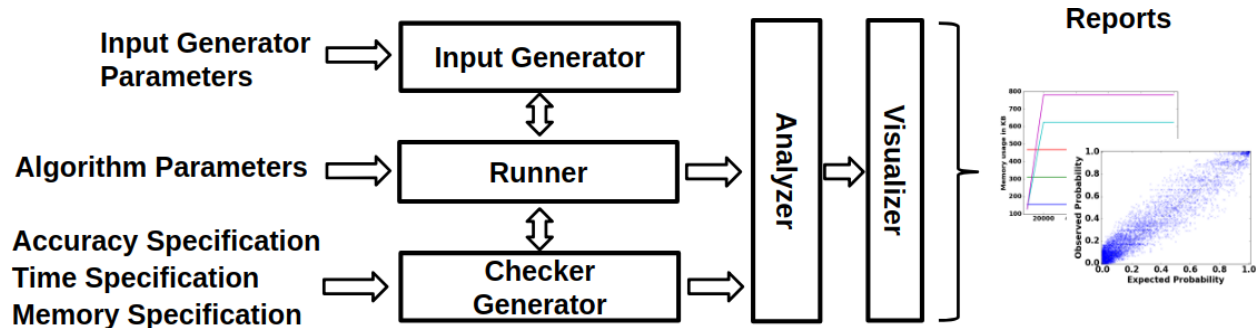 Reports
Input Generator
Parameters
Input Generator
Algorithm Parameters
Runner
Accuracy Specification
Time Specification
Memory Specification
Checker
Generator
Analyzer
Visualizer
Memory usage in KB
800
700
600
500
400
300
200
100
20000
Observed Probability
1.0
0.8
0.6
0.4
0.2
0.0
0.0 0.2 0.4 0.6 0.8 1.0
Expected Probability